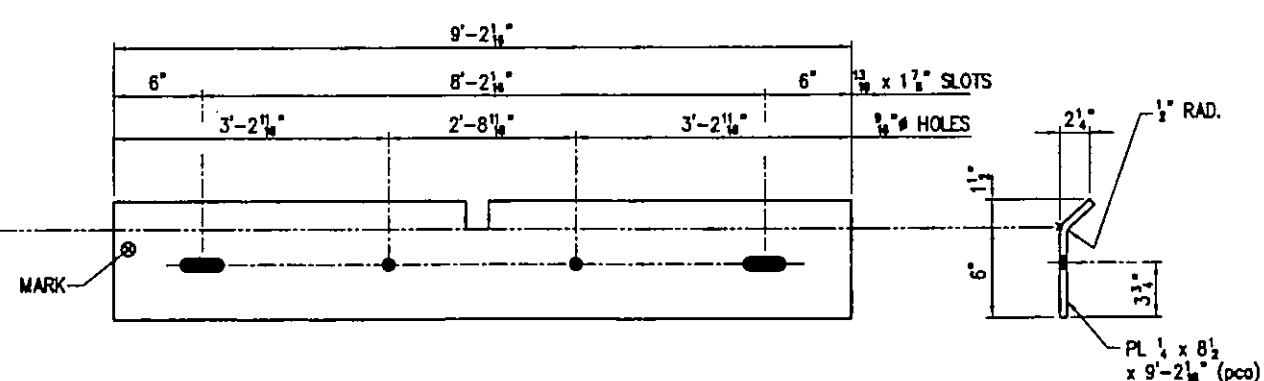 9'-2 1/16"
6" 8'-2 1/16" 6" 13/16 x 1 7/8" SLOTS
3'-2 11/16" 2'-8 11/16" 3'-2 11/16" 9/16"ø HOLES
2 1/4"
1/2" RAD.
1 1/2"
6"
3 3/4"
MARK
PL 1/4 x 8 1/2
x 9'-2 1/16" (pca)